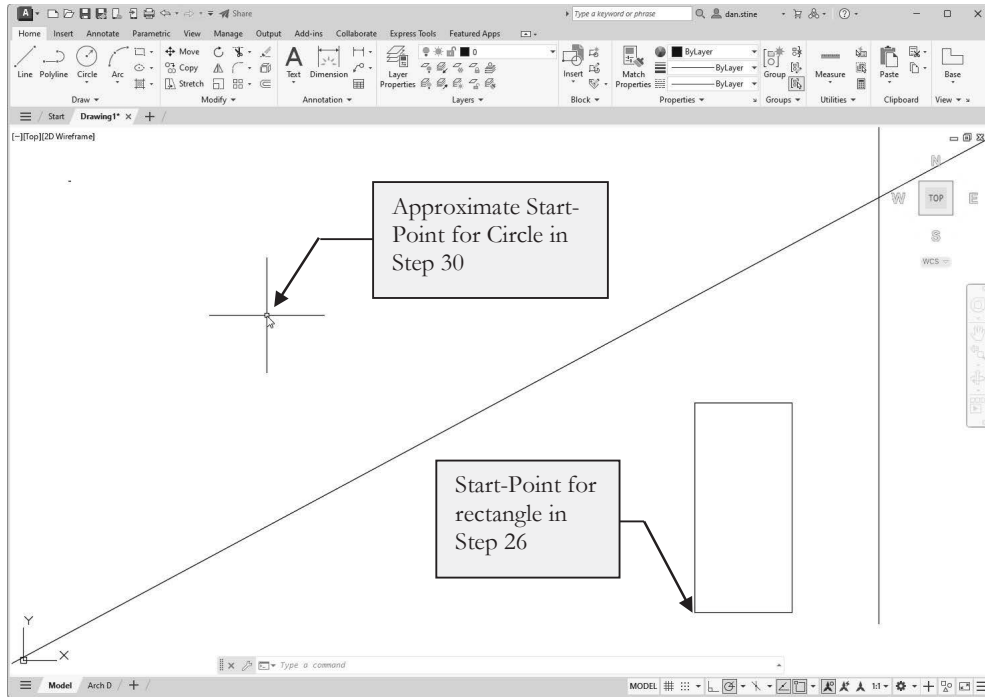 A Share Type a keyword or phrase dan.stine
Home Insert Annotate Parametric View Manage Output Add-ins Collaborate Express Tools Featured Apps
Move
Copy
Stretch
Line Polyline Circle Arc
Text Dimension
Layer Properties
0
Insert
Match Properties
ByLayer
ByLayer
ByLayer
Group
Measure
Paste
Base
Draw Modify Annotation Layers Block Properties Groups Utilities Clipboard View
Start Drawing1*
[-][Top][2D Wireframe]
N
W TOP E
S
WCS
Approximate Start-
Point for Circle in
Step 30
Start-Point for
rectangle in
Step 26
Y
X
Type a command
Model Arch D MODEL 1:1